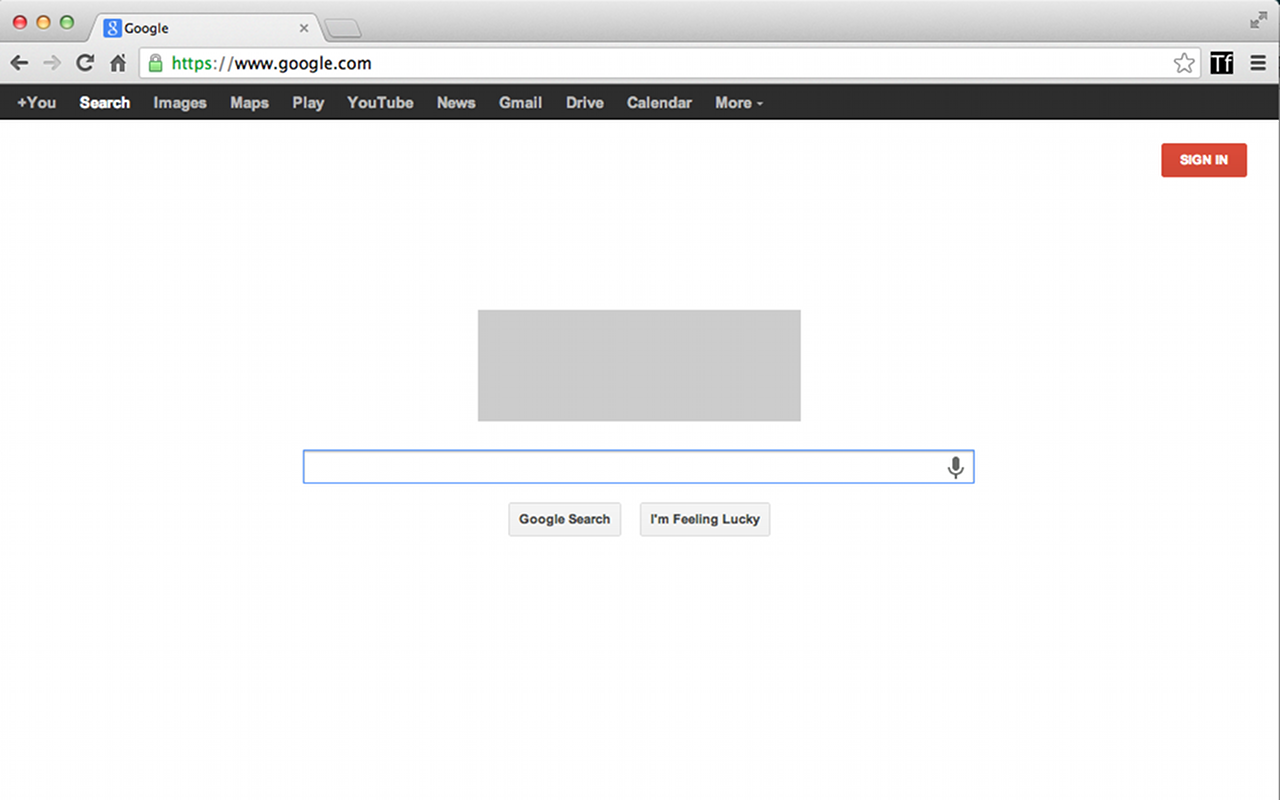 Google
https://www.google.com
Tf
+You Search Images Maps Play YouTube News Gmail Drive Calendar More
SIGN IN
Google Search I'm Feeling Lucky